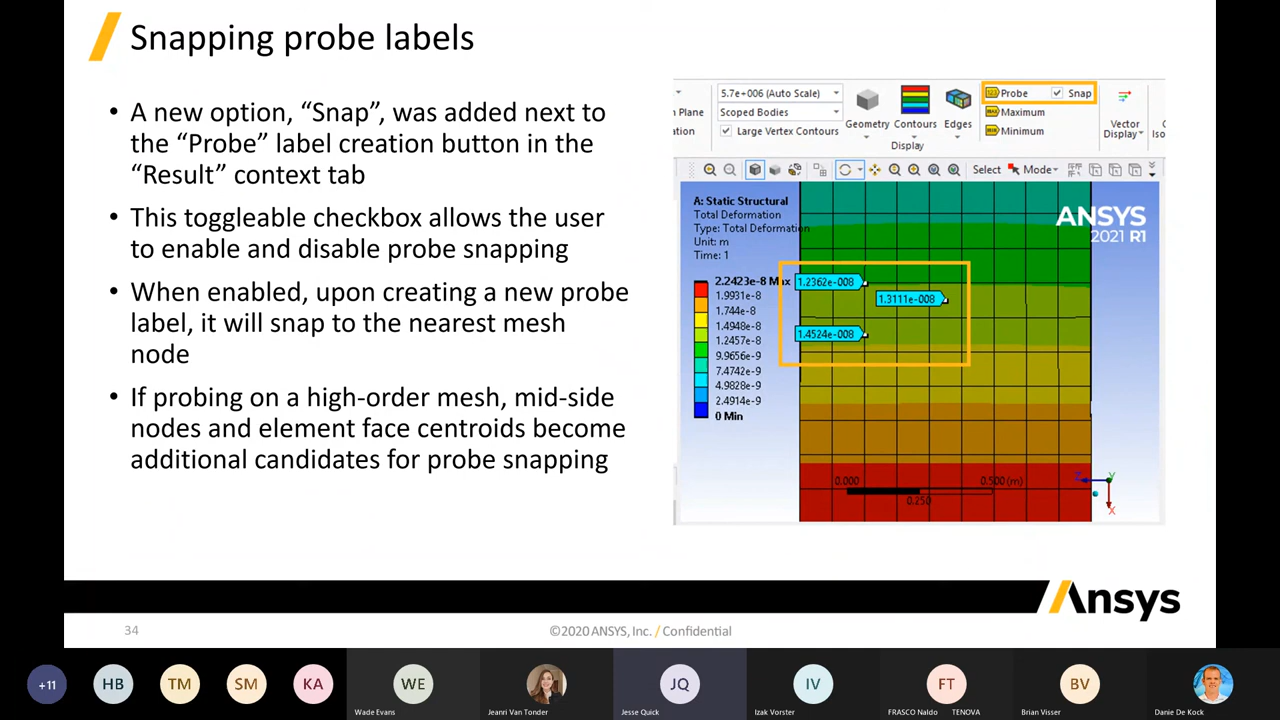 Snapping probe labels
• A new option, “Snap”, was added next to
the “Probe” label creation button in the
“Result” context tab
• This toggleable checkbox allows the user
to enable and disable probe snapping
• When enabled, upon creating a new probe
label, it will snap to the nearest mesh
node
• If probing on a high-order mesh, mid-side
nodes and element face centroids become
additional candidates for probe snapping
5.7e+006 (Auto Scale)
Probe
Snap
n Plane
Scoped Bodies
Geometry
Contours
Edges
Maximum
Vector
Display
ation
Large Vertex Contours
Minimum
Display
Select
Mode
A: Static Structural
Total Deformation
Type: Total Deformation
Unit: m
Time: 1
2.2423e-8 Max
1.9931e-8
1.744e-8
1.4948e-8
1.2457e-8
9.9656e-9
7.4742e-9
4.9828e-9
2.4914e-9
0 Min
1.2362e-008
1.3111e-008
1.4524e-008
ANSYS
2021 R1
0.000
0.500 (m)
0.250
Z
Y
X
Ansys
34
©2020 ANSYS, Inc. / Confidential
+11
HB
TM
SM
KA
WE
JQ
IV
FT
BV
Wade Evans
Jeanri Van Tonder
Jesse Quick
Izak Vorster
FRASCO Naldo TENOVA
Brian Visser
Danie De Kock